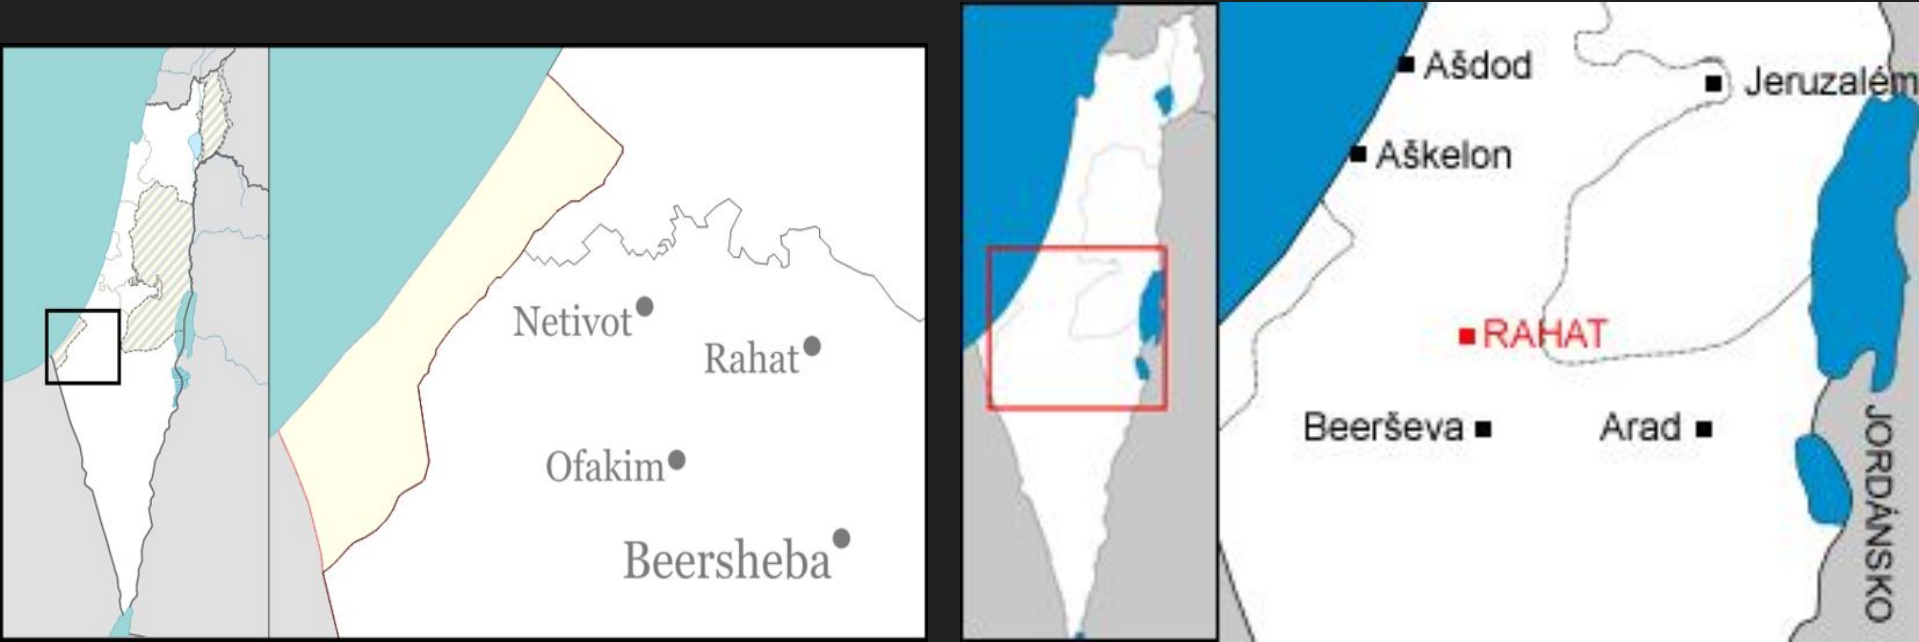 Netivot
Rahat
Ofakim
Beersheba
Ašdod
Jeruzalém
Aškelon
RAHAT
Beerševa
Arad
JORDÁNSKO